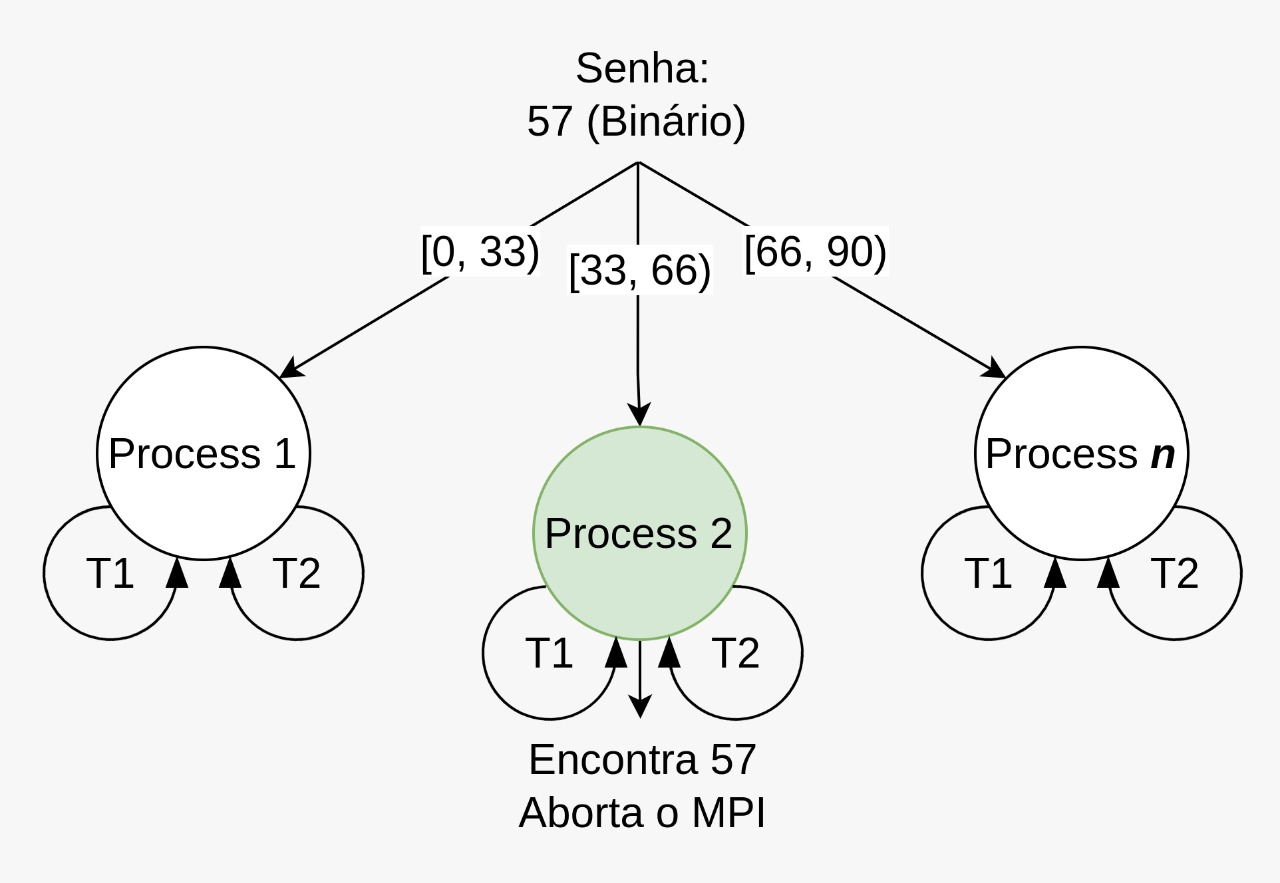 Senha:
57 (Binário)
[0, 33)
[33, 66)
[66, 90)
Process 1
Process 2
Process n
T1
T2
T1
T2
T1
T2
Encontra 57
Aborta o MPI